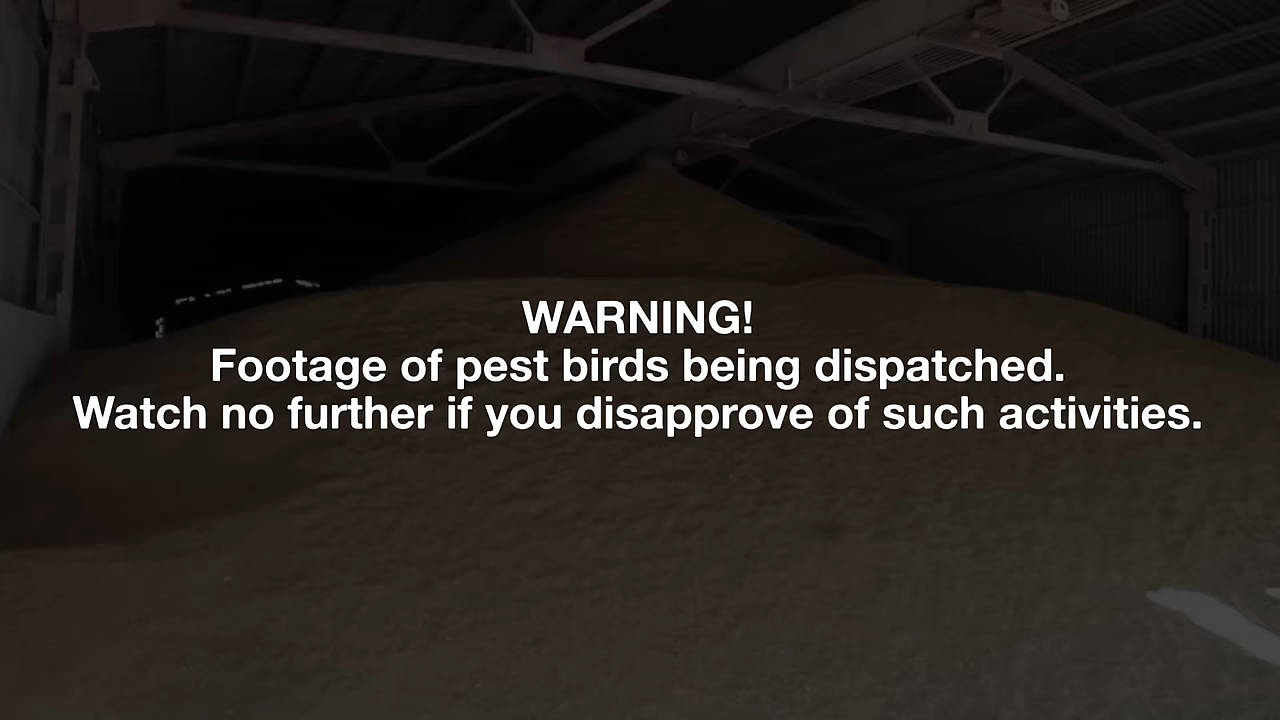 WARNING!
Footage of pest birds being dispatched.
Watch no further if you disapprove of such activities.